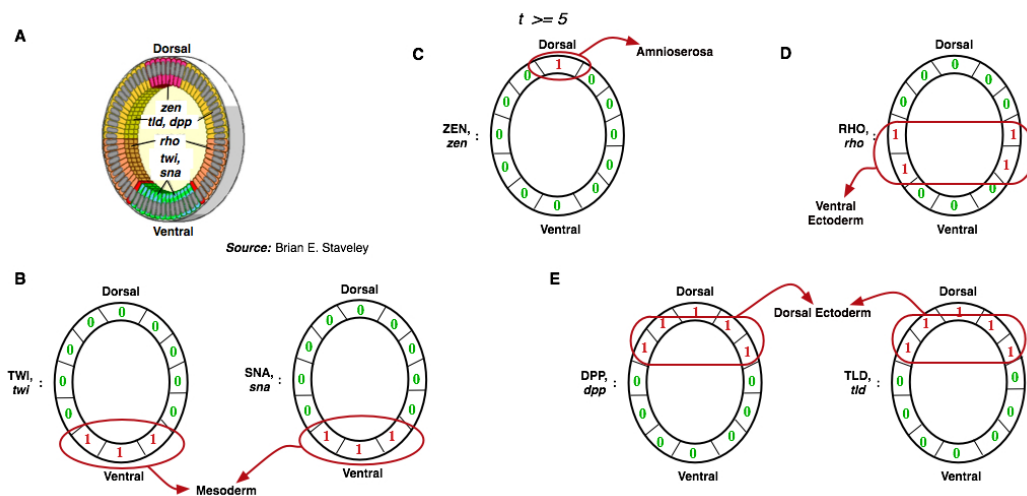 t >= 5
A
Dorsal
zen
tld, dpp
rho
twi,
sna
Ventral
Source: Brian E. Staveley
C
Dorsal
Amnioserosa
1
0 0
0 0
ZEN,
zen :
0 0
0 0
0 0
0
Ventral
D
Dorsal
0
0 0
0 0
RHO,
rho :
1 1
1 1
0 0
0
Ventral
Ventral
Ectoderm
B
Dorsal
0
0 0
0 0
TWI,
twi :
0 0
0 0
1 1
1
Ventral
Dorsal
0
0 0
0 0
SNA,
sna :
0 0
0 0
1 1
1
Ventral
Mesoderm
E
Dorsal
Dorsal Ectoderm
1
1 1
1 1
DPP,
dpp :
0 0
0 0
0 0
0
Ventral
Dorsal
1
1 1
1 1
TLD,
tld :
0 0
0 0
0 0
0
Ventral